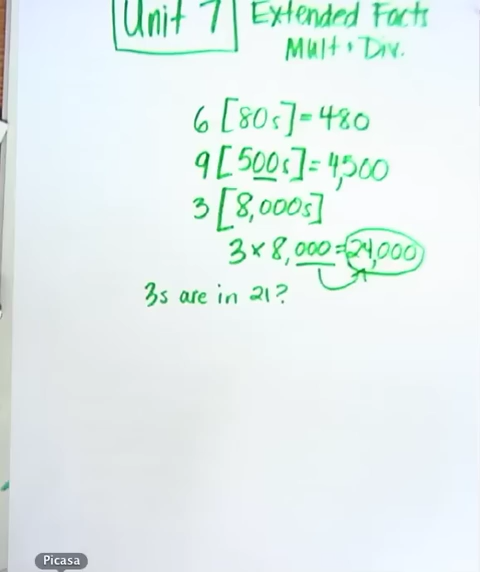 Unit 7 Extended Facts
Mult + Div.
6 [80s] = 480
9 [500s] = 4,500
3 [8,000s]
3 × 8,000 = 24,000
3s are in 21?
Picasa